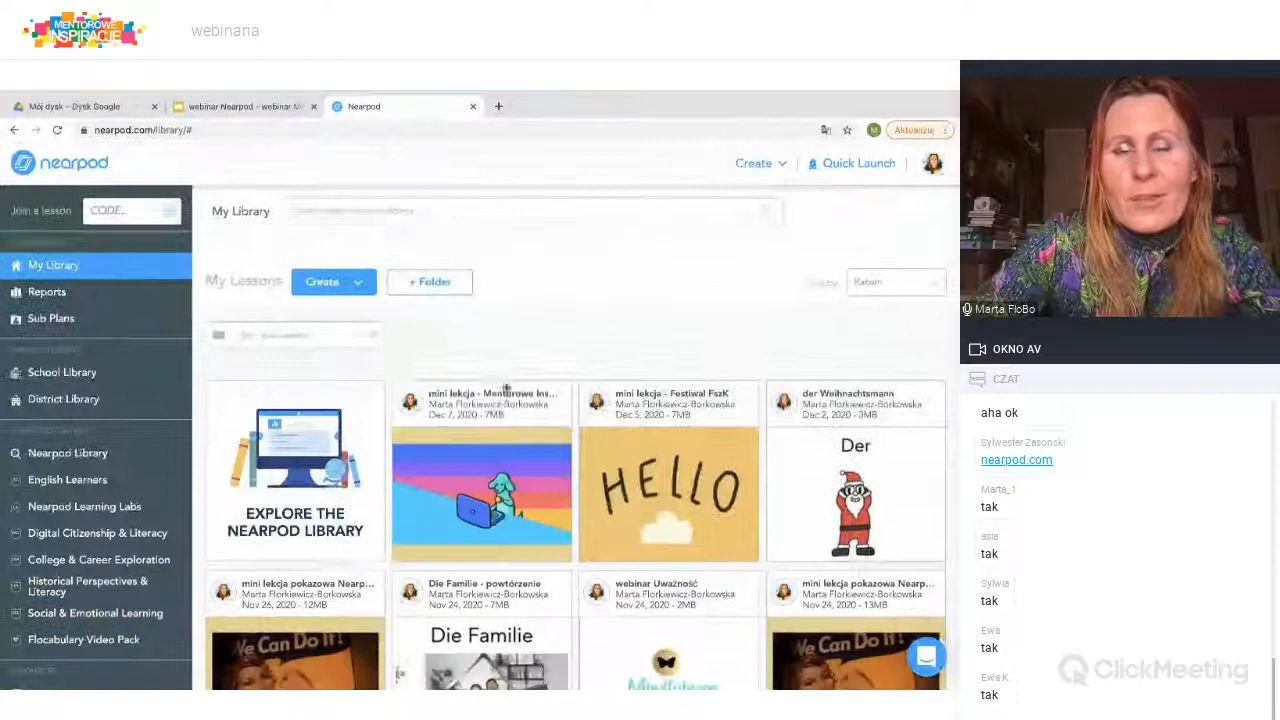 MENTOROWE
INSPIRACJE
webinaria
Mój dysk – Dysk Google
webinar Nearpod – webinar Mi
Nearpod
nearpod.com/library/#
Aktualizuj
M
nearpod
Create
Quick Launch
Join a lesson
CODE...
My Library
Reports
Sub Plans
School Library
District Library
Nearpod Library
English Learners
Nearpod Learning Labs
Digital Citizenship & Literacy
College & Career Exploration
Historical Perspectives &
Literacy
Social & Emotional Learning
Flocabulary Video Pack
My Library
My Lessons
Create
+ Folder
EXPLORE THE
NEARPOD LIBRARY
mini lekcja - Mentorowe Ins...
Marta Florkiewicz-Borkowska
Dec 7, 2020 - 7MB
mini lekcja - Festiwal FszK
Marta Florkiewicz-Borkowska
Dec 5, 2020 - 7MB
HELLO
der Weihnachtsmann
Marta Florkiewicz-Borkowska
Dec 2, 2020 - 3MB
Der
mini lekcja pokazowa Nearp...
Marta Florkiewicz-Borkowska
Nov 26, 2020 - 12MB
We Can Do It!
Die Familie - powtórzenie
Marta Florkiewicz-Borkowska
Nov 24, 2020 - 7MB
Die Familie
webinar Uważność
Marta Florkiewicz-Borkowska
Nov 24, 2020 - 2MB
Mindfulness
mini lekcja pokazowa Nearp...
Marta Florkiewicz-Borkowska
Nov 24, 2020 - 13MB
We Can Do It!
Marta FloBo
OKNO AV
CZAT
aha ok
Sylwester Zasonski
nearpod.com
Marta_1
tak
asia
tak
Sylwia
tak
Ewa
tak
Ewa K
tak
ClickMeeting